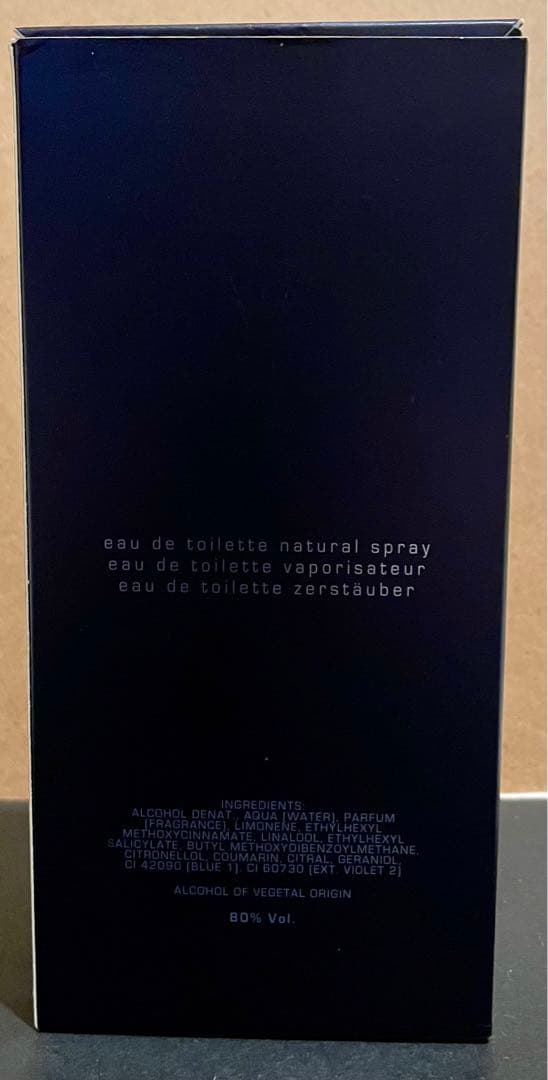 eau de toilette natural spray
eau de toilette vaporisateur
eau de toilette zerstäuber
INGREDIENTS:
ALCOHOL DENAT., AQUA (WATER), PARFUM
(FRAGRANCE), LIMONENE, ETHYLHEXYL
METHOXYCINNAMATE, LINALOOL, ETHYLHEXYL
SALICYLATE, BUTYL METHOXYDIBENZOYLMETHANE,
CITRONELLOL, COUMARIN, CITRAL, GERANIOL,
CI 42090 (BLUE 1), CI 60730 (EXT. VIOLET 2)
ALCOHOL OF VEGETAL ORIGIN
80% Vol.